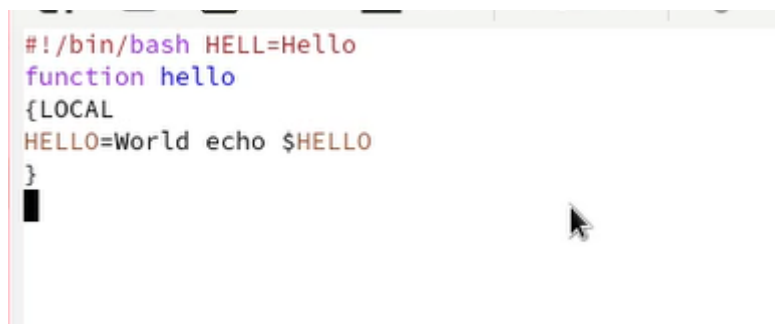 #!/bin/bash HELL=Hello
function hello
{LOCAL
HELLO=World echo $HELLO
}